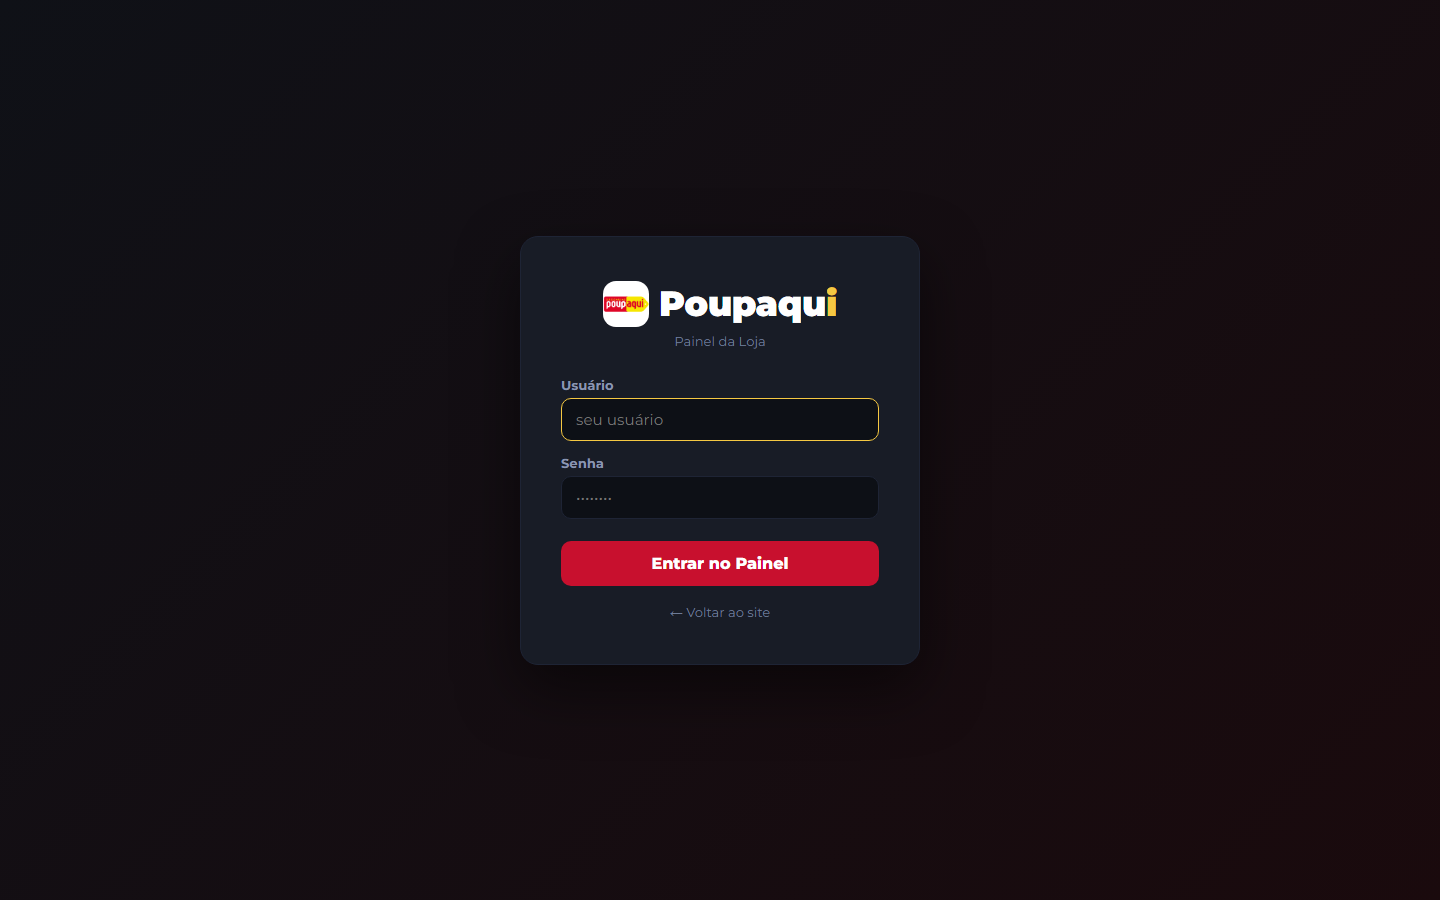 poupaqui Poupaqui
Painel da Loja
Usuário
seu usuário
Senha
••••••••
Entrar no Painel
← Voltar ao site